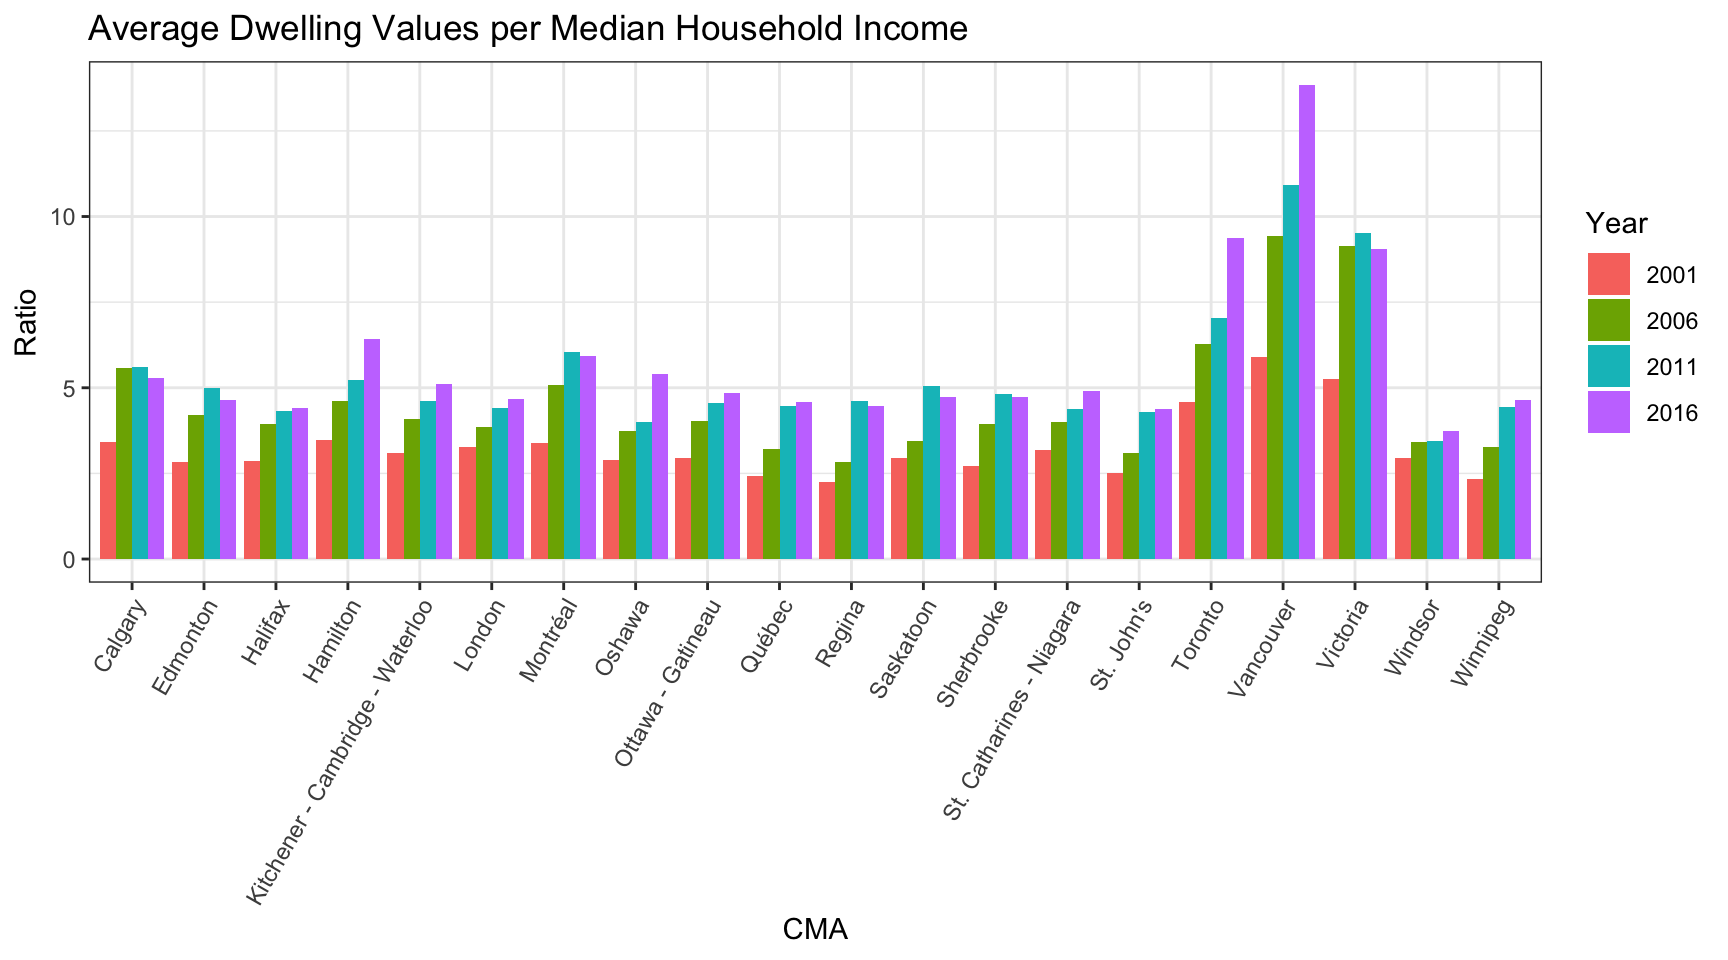 Average Dwelling Values per Median Household Income
Ratio
10
5
0
Calgary
Edmonton
Halifax
Hamilton
Kitchener - Cambridge - Waterloo
London
Montréal
Oshawa
Ottawa - Gatineau
Québec
Regina
Saskatoon
Sherbrooke
St. Catharines - Niagara
St. John's
Toronto
Vancouver
Victoria
Windsor
Winnipeg
CMA
Year
2001
2006
2011
2016